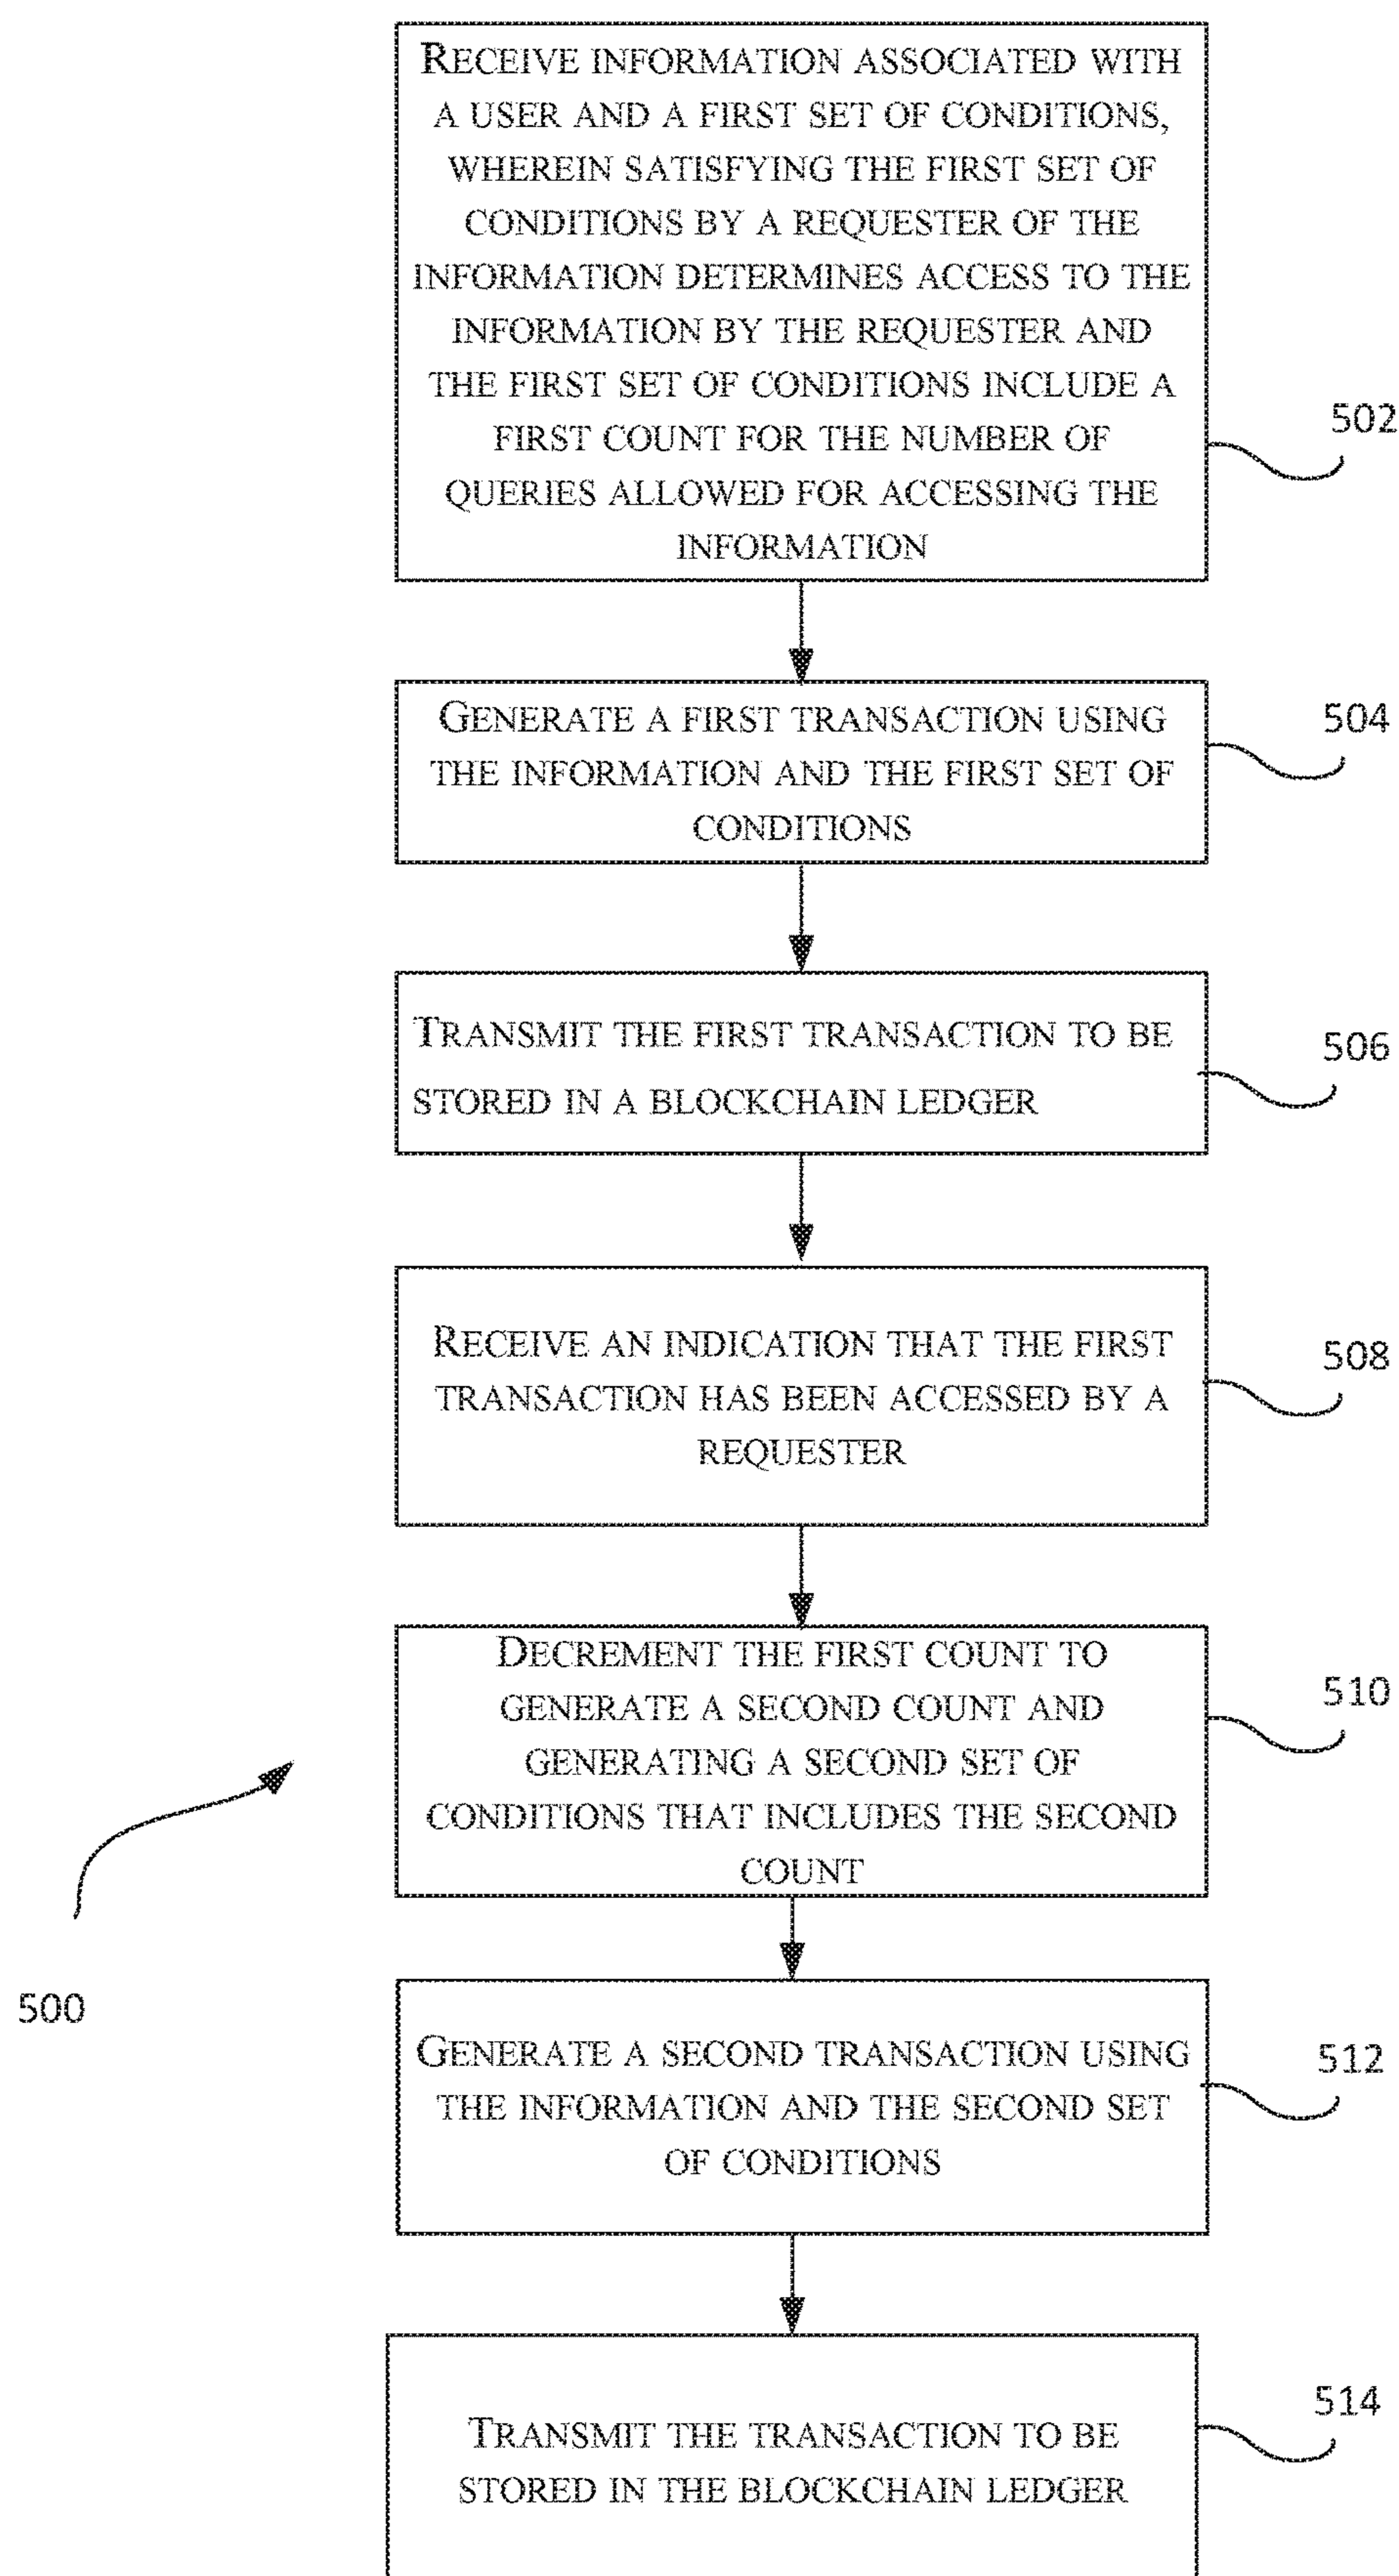 RECEIVE INFORMATION ASSOCIATED WITH
A USER AND A FIRST SET OF CONDITIONS,
WHEREIN SATISFYING THE FIRST SET OF
CONDITIONS BY A REQUESTER OF THE
INFORMATION DETERMINES ACCESS TO THE
INFORMATION BY THE REQUESTER AND
THE FIRST SET OF CONDITIONS INCLUDE A
FIRST COUNT FOR THE NUMBER OF
QUERIES ALLOWED FOR ACCESSING THE
INFORMATION
502
GENERATE A FIRST TRANSACTION USING
THE INFORMATION AND THE FIRST SET OF
CONDITIONS
504
TRANSMIT THE FIRST TRANSACTION TO BE
STORED IN A BLOCKCHAIN LEDGER
506
RECEIVE AN INDICATION THAT THE FIRST
TRANSACTION HAS BEEN ACCESSED BY A
REQUESTER
508
DECREMENT THE FIRST COUNT TO
GENERATE A SECOND COUNT AND
GENERATING A SECOND SET OF
CONDITIONS THAT INCLUDES THE SECOND
COUNT
510
500
GENERATE A SECOND TRANSACTION USING
THE INFORMATION AND THE SECOND SET
OF CONDITIONS
512
TRANSMIT THE TRANSACTION TO BE
STORED IN THE BLOCKCHAIN LEDGER
514